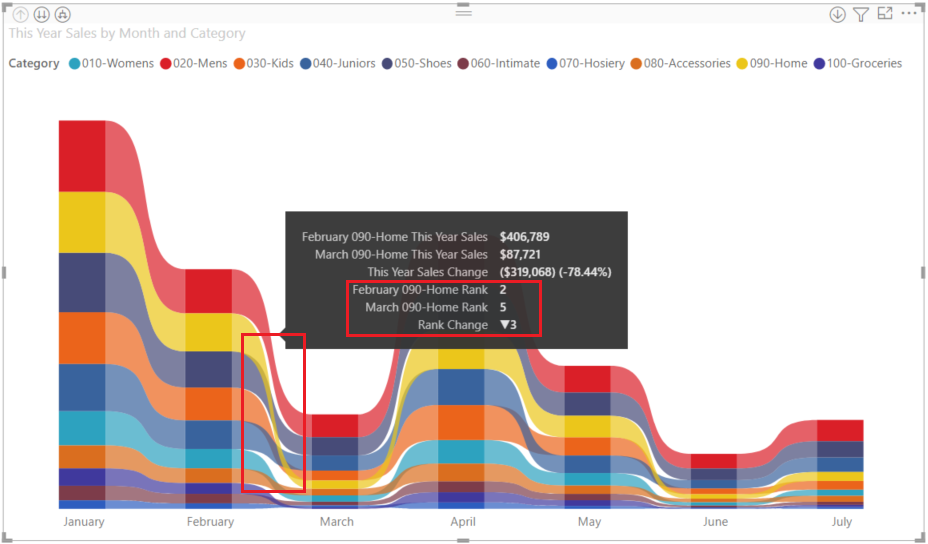 This Year Sales by Month and Category
Category 010-Womens 020-Mens 030-Kids 040-Juniors 050-Shoes 060-Intimate 070-Hosiery 080-Accessories 090-Home 100-Groceries
February 090-Home This Year Sales $406,789
March 090-Home This Year Sales $87,721
This Year Sales Change ($319,068) (-78.44%)
February 090-Home Rank 2
March 090-Home Rank 5
Rank Change ▼3
January February March April May June July